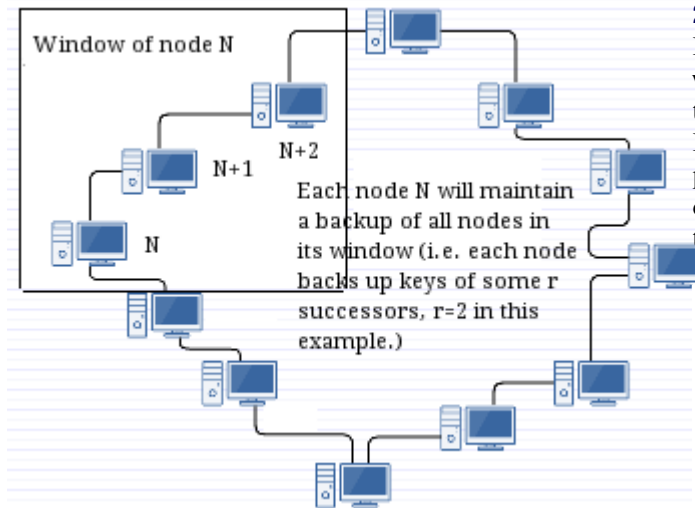 Window of node N
N+2
N+1
N
Each node N will maintain
a backup of all nodes in
its window (i.e. each node
backs up keys of some r
successors, r=2 in this
example.)